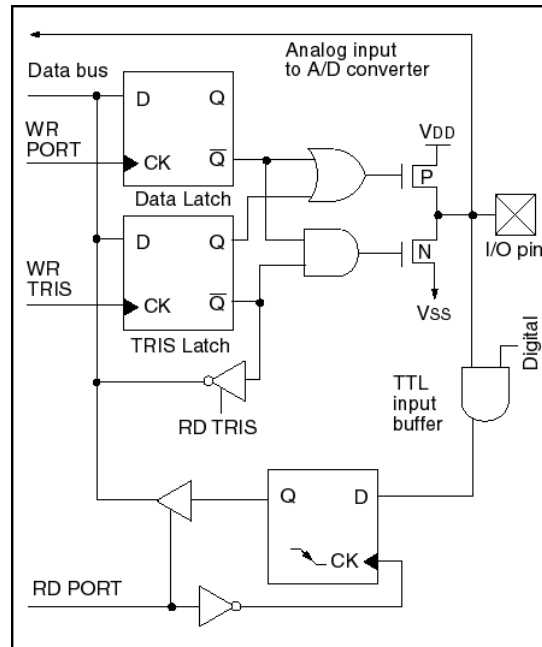 Analog input
to A/D converter
Data bus
D
Q
WR
PORT
CK
Q
Data Latch
VDD
P
D
Q
N
I/O pin
WR
TRIS
CK
Q
TRIS Latch
VSS
Digital
RD TRIS
TTL
input
buffer
Q
D
CK
RD PORT